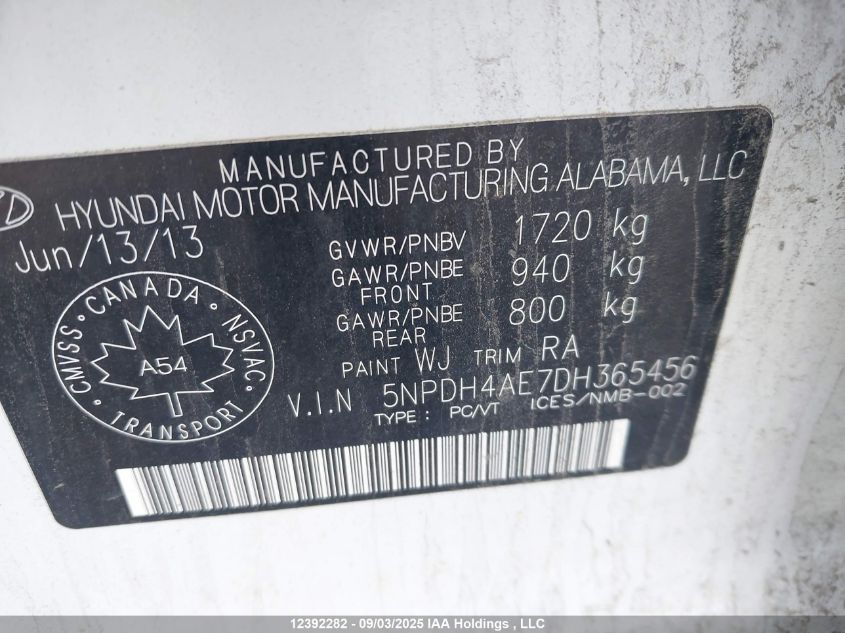 MANUFACTURED BY
HYUNDAI MOTOR MANUFACTURING ALABAMA, LLC
Jun/13/13
GVWR/PNBV 1720 kg
GAWR/PNBE FRONT 940 kg
GAWR/PNBE REAR 800 kg
PAINT WJ TRIM RA
V.I.N 5NPDH4AE7DH365456
TYPE : PC/VT ICES/NMB-002
CANADA
CMVSS NSVAC
A54
TRANSPORT
12392282 - 09/03/2025 IAA Holdings , LLC